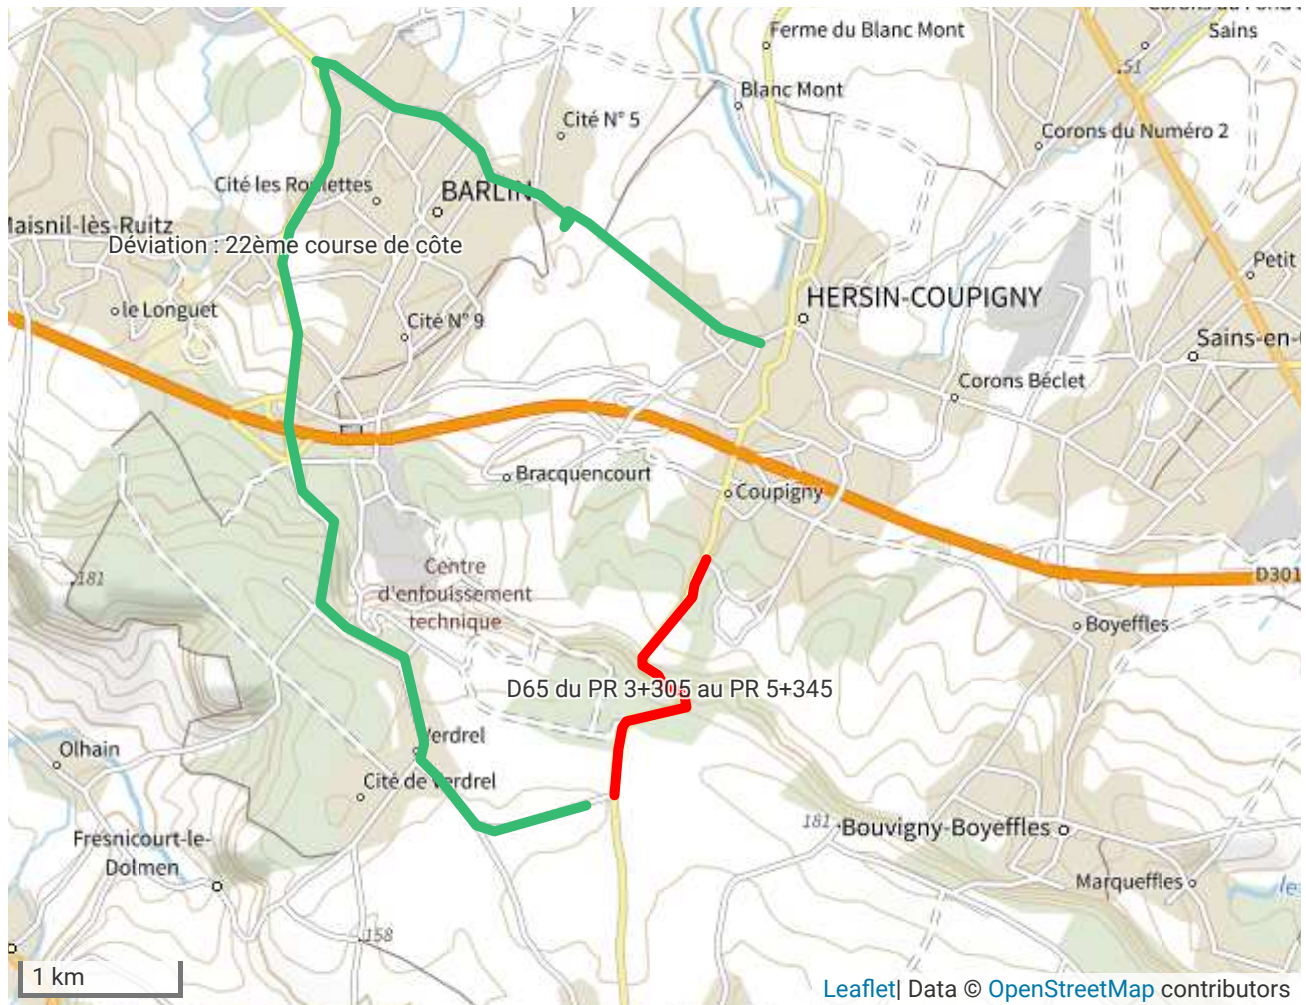 Sains
Ferme du Blanc Mont
51
Blanc Mont
Cité N° 5
Corons du Numéro 2
Cité les Roulettes
BARLIN
Maisnil-lès-Ruitz
Déviation : 22ème course de côte
Petit
le Longuet
HERSIN-COUPIGNY
Cité N° 9
Sains-en-
Corons Béclet
Bracquencourt
Coupigny
Centre
d'enfouissement
technique
181
D301
Boyeffles
D65 du PR 3+305 au PR 5+345
Verdrel
Olhain
Cité de Verdrel
181
Bouvigny-Boyeffles
Fresnicourt-le-
Dolmen
Marqueffles
le
158
1 km
Leaflet| Data © OpenStreetMap contributors